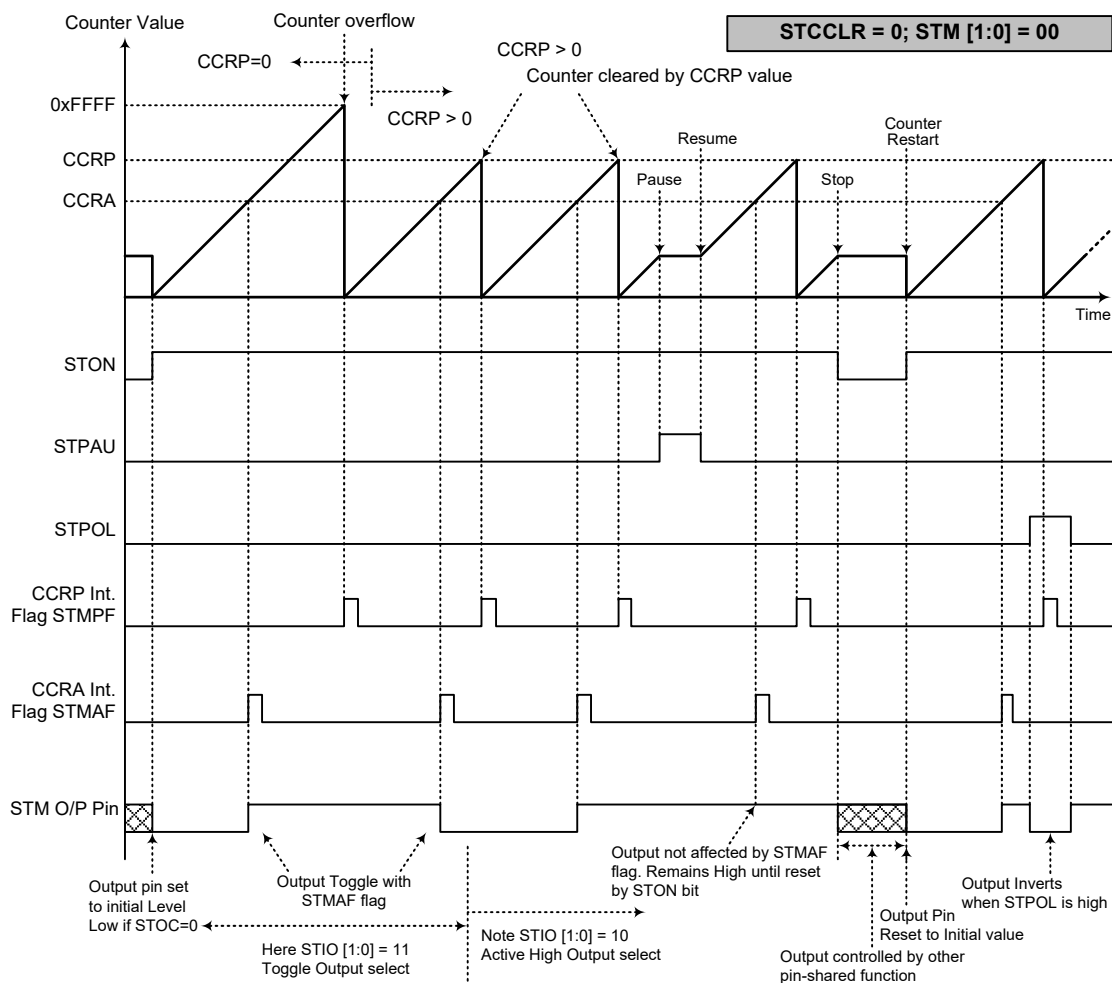 Counter Value
Counter overflow
STCCLR = 0; STM [1:0] = 00
CCRP=0
CCRP > 0
CCRP > 0
Counter cleared by CCRP value
0xFFFF
CCRP
CCRA
Pause
Resume
Stop
Counter
Restart
Time
STON
STPAU
STPOL
CCRP Int.
Flag STMPF
CCRA Int.
Flag STMAF
STM O/P Pin
Output pin set
to initial Level
Low if STOC=0
Output Toggle with
STMAF flag
Here STIO [1:0] = 11
Toggle Output select
Note STIO [1:0] = 10
Active High Output select
Output not affected by STMAF
flag. Remains High until reset
by STON bit
Output controlled by other
pin-shared function
Output Pin
Reset to Initial value
Output Inverts
when STPOL is high